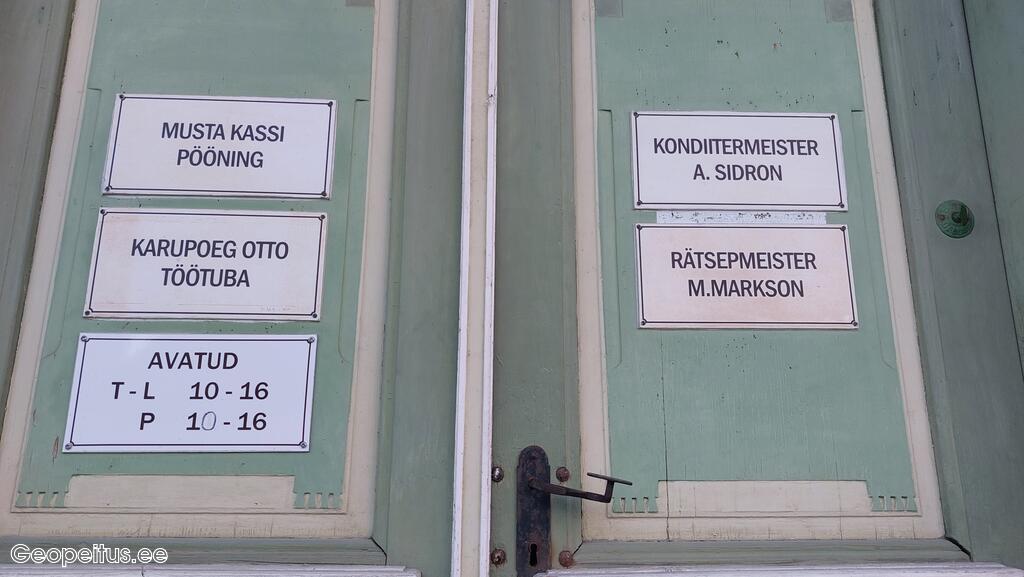 MUSTA KASSI
PÖÖNING
KARUPOEG OTTO
TÖÖTUBA
AVATUD
T - L 10 - 16
P 10 - 16
KONDIITERMEISTER
A. SIDRON
RÄTSEPMEISTER
M.MARKSON
Geopeitus.ee